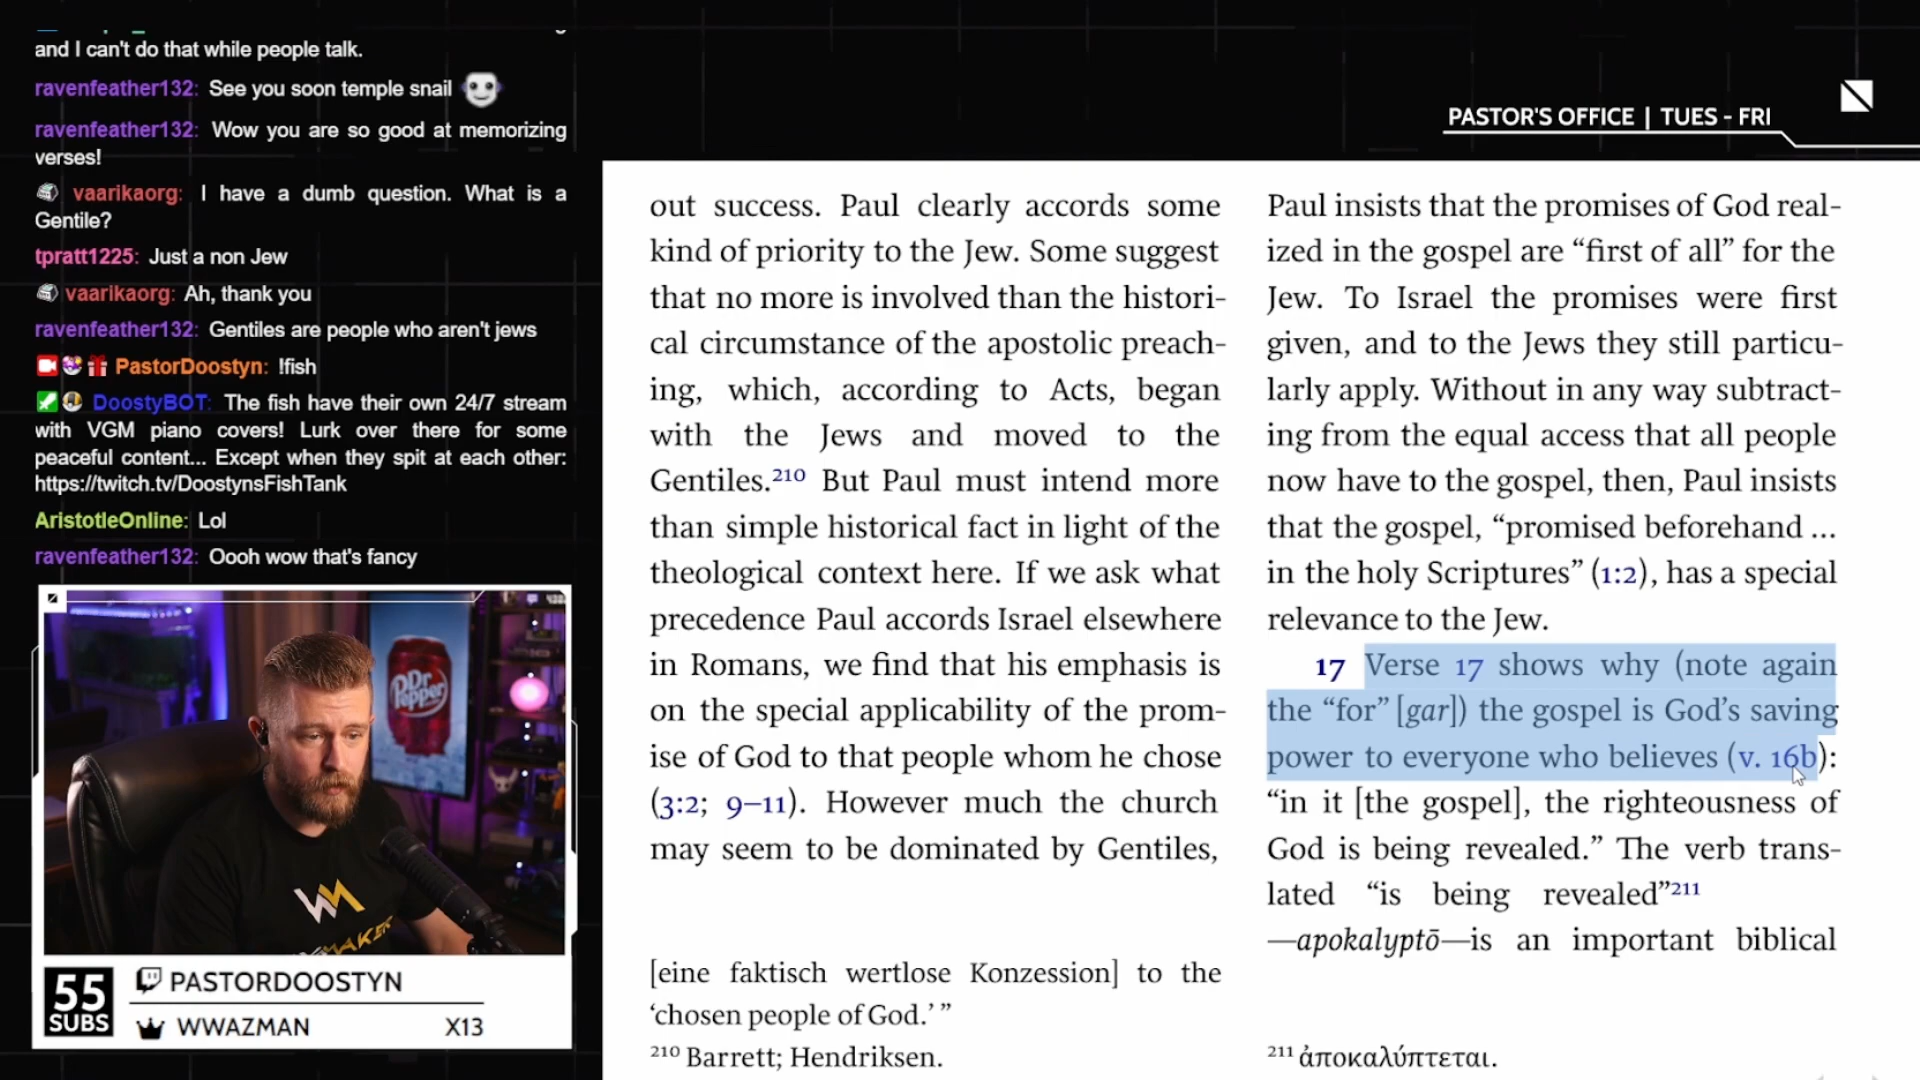 and I can't do that while people talk.
ravenfeather132: See you soon temple snail
ravenfeather132: Wow you are so good at memorizing
verses!
vaarikaorg: I have a dumb question. What is a
Gentile?
tpratt1225: Just a non Jew
vaarikaorg: Ah, thank you
ravenfeather132: Gentiles are people who aren't jews
PastorDoostyn: !fish
DoostyBOT: The fish have their own 24/7 stream
with VGM piano covers! Lurk over there for some
peaceful content... Except when they spit at each other:
https://twitch.tv/DoostynsFishTank
AristotleOnline: Lol
ravenfeather132: Oooh wow that's fancy
Dr
Pepper
55
SUBS
PASTORDOOSTYN
WWAZMAN X13
PASTOR'S OFFICE | TUES - FRI
out success. Paul clearly accords some
kind of priority to the Jew. Some suggest
that no more is involved than the histori-
cal circumstance of the apostolic preach-
ing, which, according to Acts, began
with the Jews and moved to the
Gentiles.²¹⁰ But Paul must intend more
than simple historical fact in light of the
theological context here. If we ask what
precedence Paul accords Israel elsewhere
in Romans, we find that his emphasis is
on the special applicability of the prom-
ise of God to that people whom he chose
(3:2; 9–11). However much the church
may seem to be dominated by Gentiles,
[eine faktisch wertlose Konzession] to the
‘chosen people of God.’ ”
²¹⁰ Barrett; Hendriksen.
Paul insists that the promises of God real-
ized in the gospel are “first of all” for the
Jew. To Israel the promises were first
given, and to the Jews they still particu-
larly apply. Without in any way subtract-
ing from the equal access that all people
now have to the gospel, then, Paul insists
that the gospel, “promised beforehand ...
in the holy Scriptures” (1:2), has a special
relevance to the Jew.
17 Verse 17 shows why (note again
the “for” [gar]) the gospel is God’s saving
power to everyone who believes (v. 16b):
“in it [the gospel], the righteousness of
God is being revealed.” The verb trans-
lated “is being revealed”²¹¹
—apokalyptō—is an important biblical
²¹¹ ἀποκαλύπτεται.